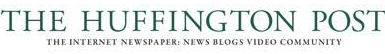 THE HUFFINGTON POST
THE INTERNET NEWSPAPER: NEWS BLOGS VIDEO COMMUNITY